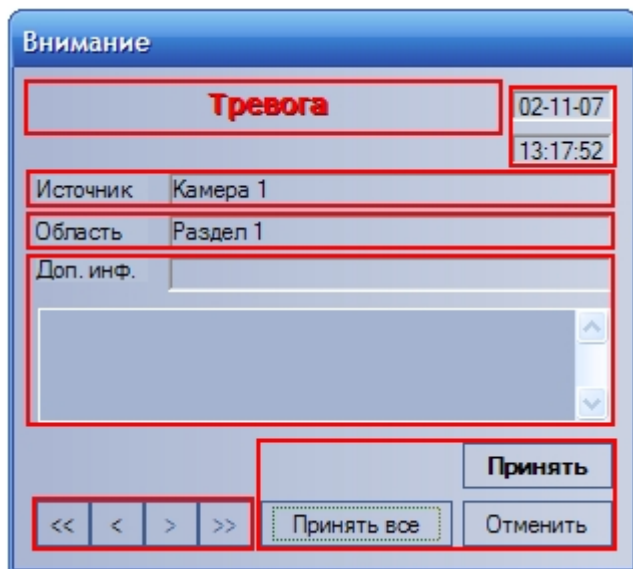 Внимание
Тревога
02-11-07
13:17:52
Источник Камера 1
Область Раздел 1
Доп. инф.
Принять
<< < > >> Принять все Отменить